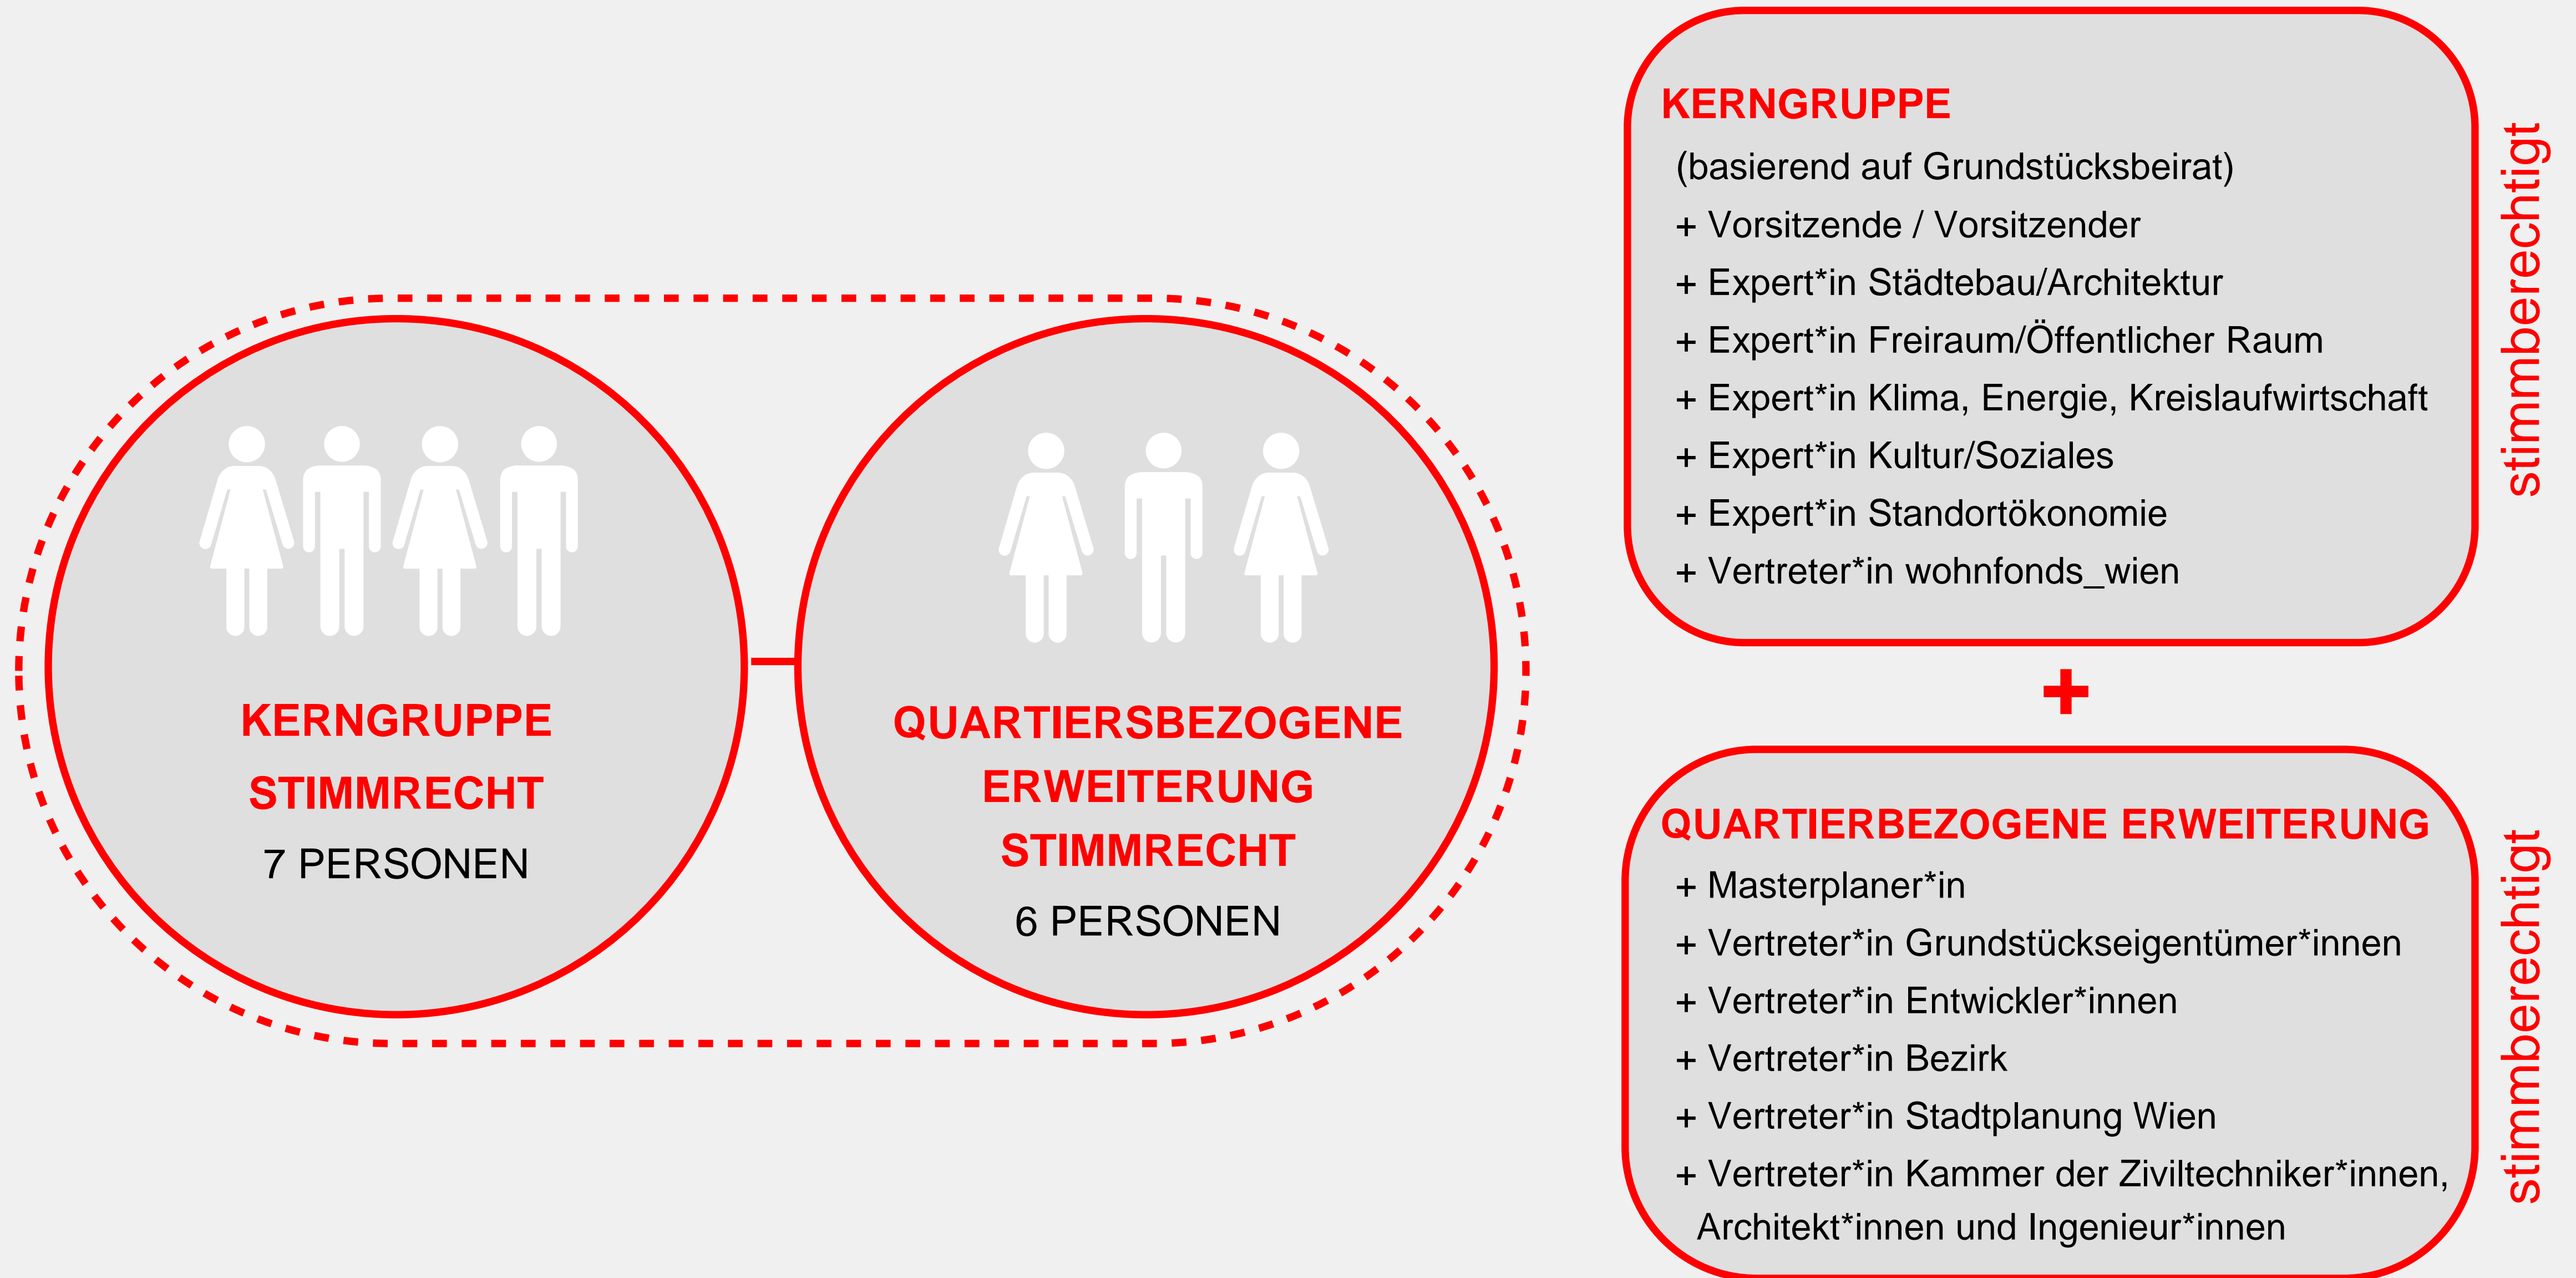 KERNGRUPPE
STIMMRECHT
7 PERSONEN
QUARTIERSBEZOGENE
ERWEITERUNG
STIMMRECHT
6 PERSONEN
KERNGRUPPE
(basierend auf Grundstücksbeirat)
+ Vorsitzende / Vorsitzender
+ Expert*in Städtebau/Architektur
+ Expert*in Freiraum/Öffentlicher Raum
+ Expert*in Klima, Energie, Kreislaufwirtschaft
+ Expert*in Kultur/Soziales
+ Expert*in Standortökonomie
+ Vertreter*in wohnfonds_wien
stimmberechtigt
+
QUARTIERBEZOGENE ERWEITERUNG
+ Masterplaner*in
+ Vertreter*in Grundstückseigentümer*innen
+ Vertreter*in Entwickler*innen
+ Vertreter*in Bezirk
+ Vertreter*in Stadtplanung Wien
+ Vertreter*in Kammer der Ziviltechniker*innen,
Architekt*innen und Ingenieur*innen
stimmberechtigt